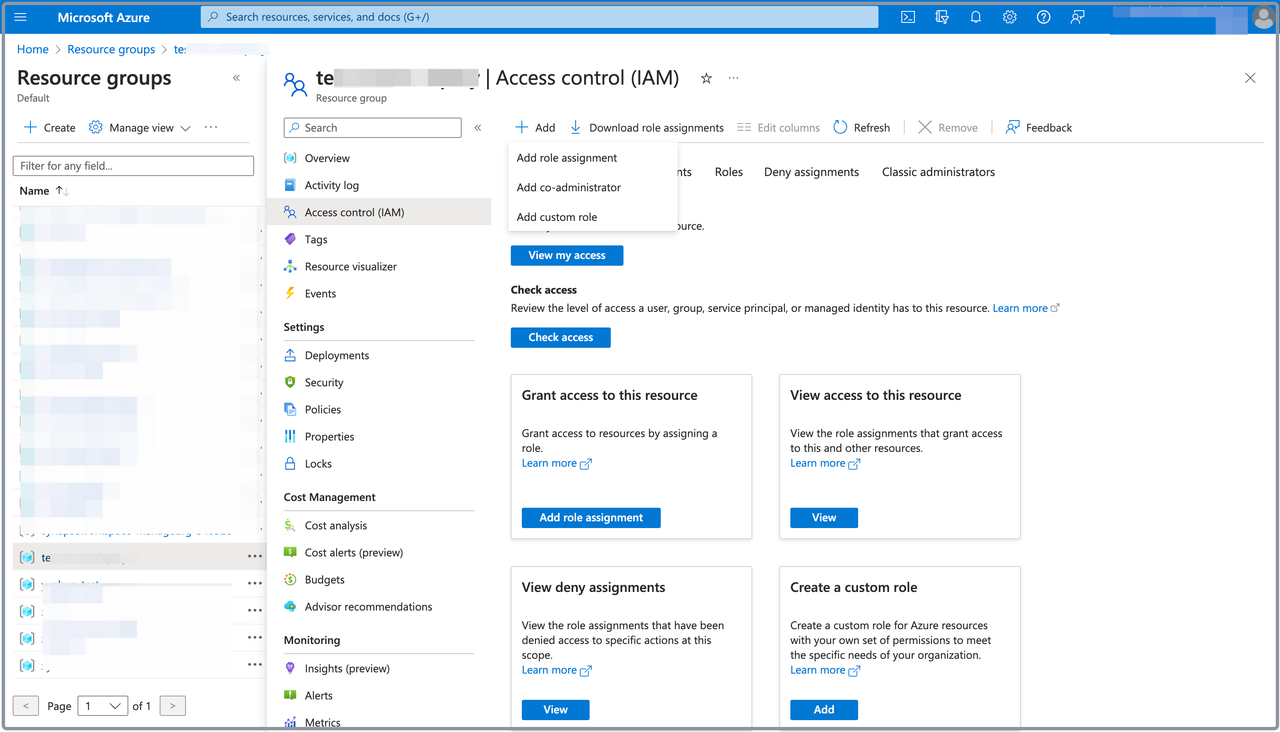 Microsoft Azure
Search resources, services, and docs (G+/)
Home > Resource groups > te
Resource groups
Default
Create
Manage view
Filter for any field...
Name
te
< Page 1 of 1 >
te | Access control (IAM)
Resource group
Search
Overview
Activity log
Access control (IAM)
Tags
Resource visualizer
Events
Settings
Deployments
Security
Policies
Properties
Locks
Cost Management
Cost analysis
Cost alerts (preview)
Budgets
Advisor recommendations
Monitoring
Insights (preview)
Alerts
Metrics
Add
Download role assignments
Edit columns
Refresh
Remove
Feedback
Add role assignment
Add co-administrator
Add custom role
nts
Roles
Deny assignments
Classic administrators
ource.
View my access
Check access
Review the level of access a user, group, service principal, or managed identity has to this resource. Learn more
Check access
Grant access to this resource
Grant access to resources by assigning a
role.
Learn more
Add role assignment
View access to this resource
View the role assignments that grant access
to this and other resources.
Learn more
View
View deny assignments
View the role assignments that have been
denied access to specific actions at this
scope.
Learn more
View
Create a custom role
Create a custom role for Azure resources
with your own set of permissions to meet
the specific needs of your organization.
Learn more
Add